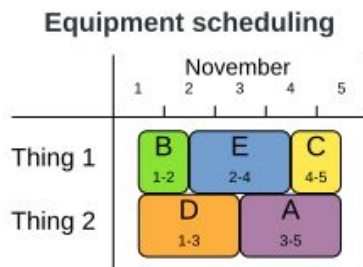 Equipment scheduling
November
1 2 3 4 5
Thing 1
B E C
1-2 2-4 4-5
Thing 2
D A
1-3 3-5